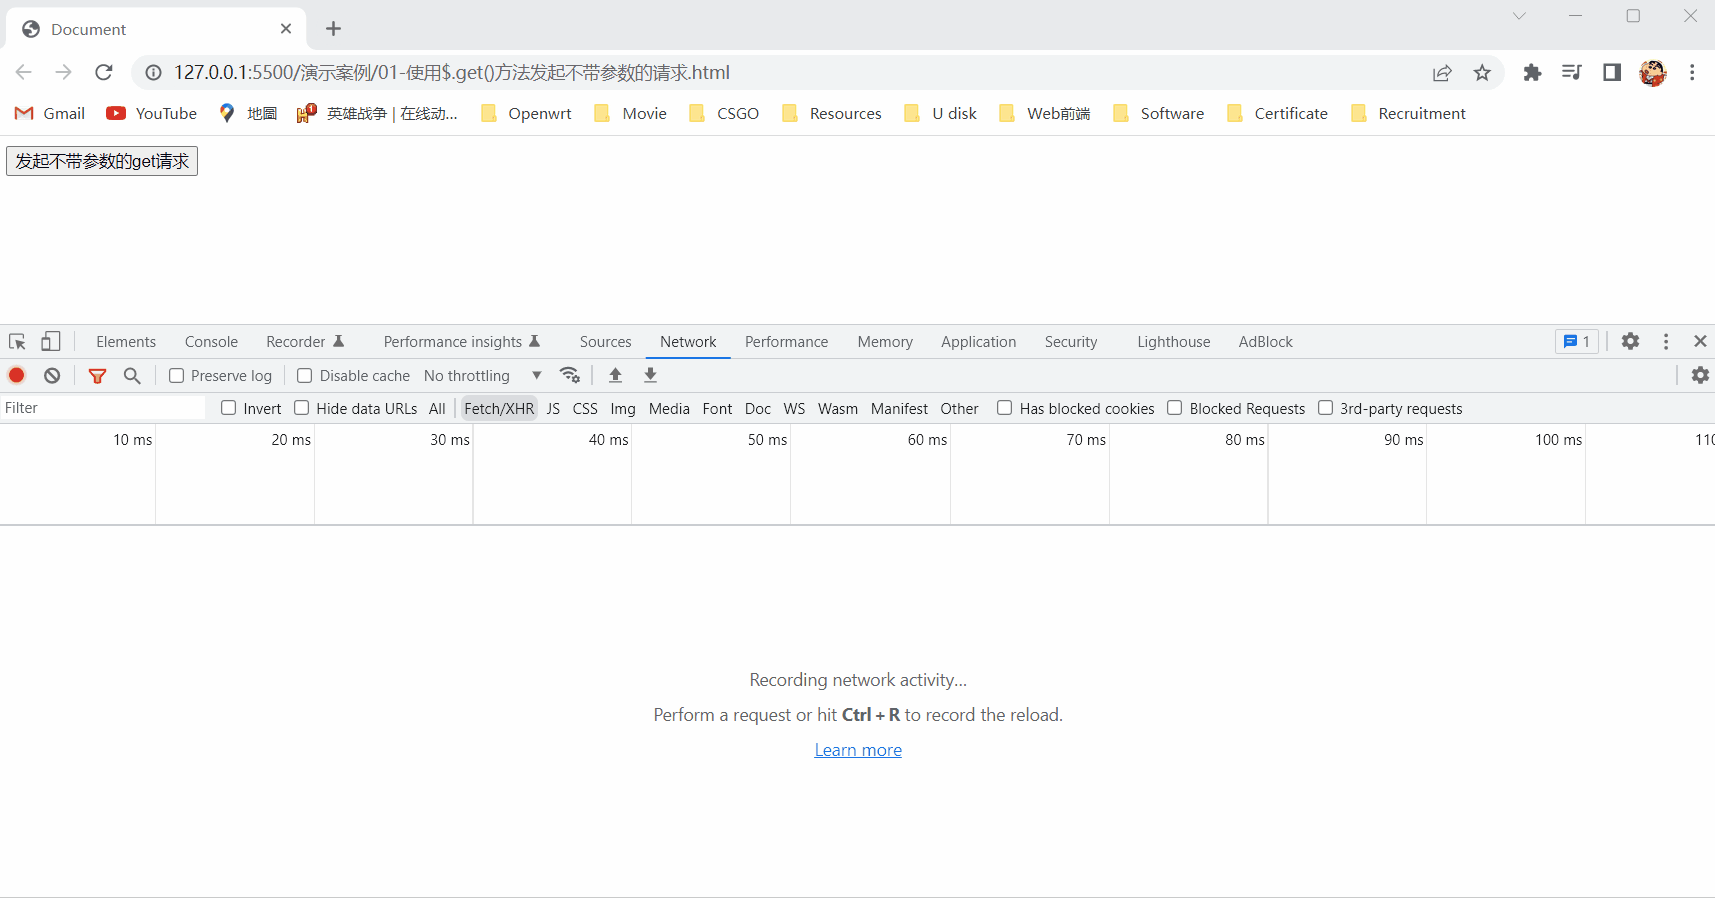 Document
127.0.0.1:5500/演示案例/01-使用$.get()方法发起不带参数的请求.html
Gmail YouTube 地圖 英雄战争 | 在线动... Openwrt Movie CSGO Resources U disk Web前端 Software Certificate Recruitment
发起不带参数的get请求
Elements Console Recorder Performance insights Sources Network Performance Memory Application Security Lighthouse AdBlock 1
Preserve log Disable cache No throttling
Filter Invert Hide data URLs All Fetch/XHR JS CSS Img Media Font Doc WS Wasm Manifest Other Has blocked cookies Blocked Requests 3rd-party requests
10 ms 20 ms 30 ms 40 ms 50 ms 60 ms 70 ms 80 ms 90 ms 100 ms 110
Recording network activity...
Perform a request or hit Ctrl + R to record the reload.
Learn more